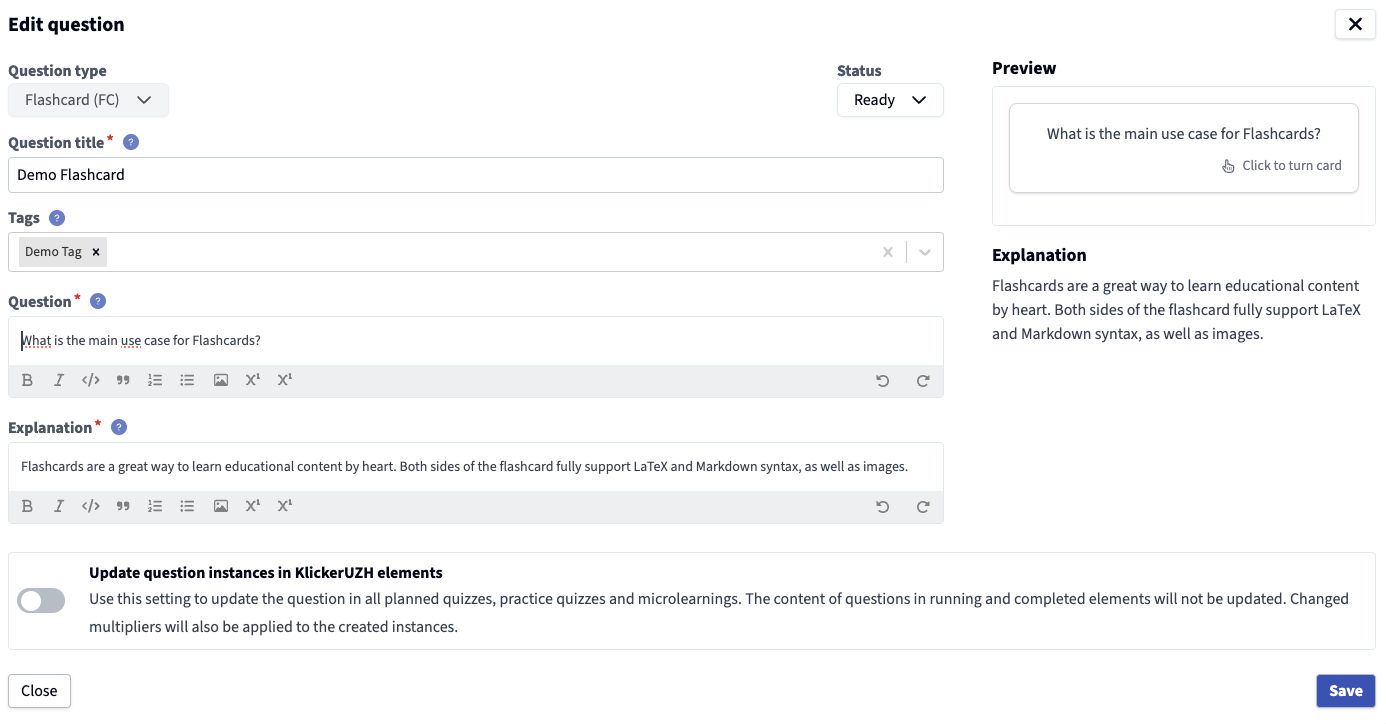 Edit question
Question type
Status
Flashcard (FC)
Ready
Question title * ?
Demo Flashcard
Tags ?
Demo Tag
Question * ?
What is the main use case for Flashcards?
B I </> X¹ X¹
Explanation * ?
Flashcards are a great way to learn educational content by heart. Both sides of the flashcard fully support LaTeX and Markdown syntax, as well as images.
B I </> X¹ X¹
Preview
What is the main use case for Flashcards?
Click to turn card
Explanation
Flashcards are a great way to learn educational content
by heart. Both sides of the flashcard fully support LaTeX
and Markdown syntax, as well as images.
Update question instances in KlickerUZH elements
Use this setting to update the question in all planned quizzes, practice quizzes and microlearnings. The content of questions in running and completed elements will not be updated. Changed
multipliers will also be applied to the created instances.
Close
Save